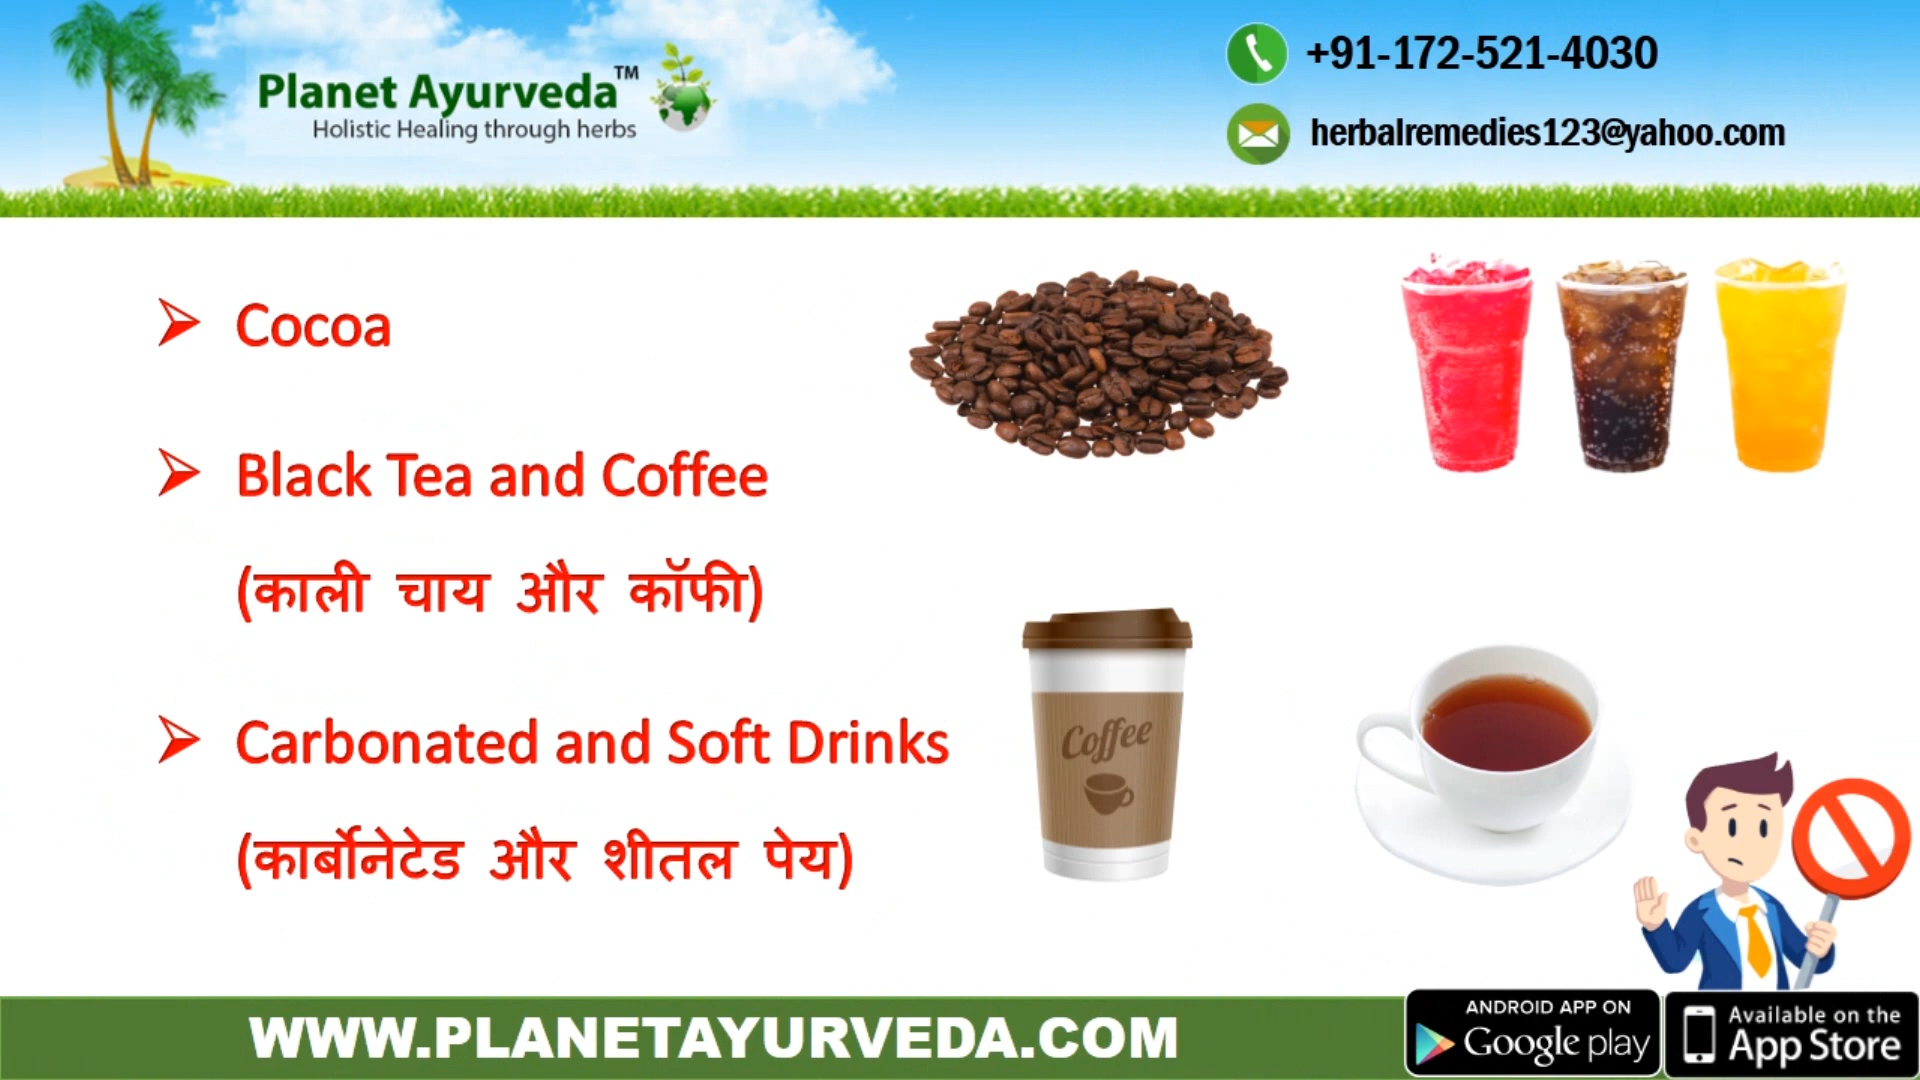 Planet Ayurveda™
Holistic Healing through herbs
+91-172-521-4030
herbalremedies123@yahoo.com
Cocoa
Black Tea and Coffee
(काली चाय और कॉफी)
Carbonated and Soft Drinks
(कार्बोनेटेड और शीतल पेय)
Coffee
WWW.PLANETAYURVEDA.COM
ANDROID APP ON
Google play
Available on the
App Store